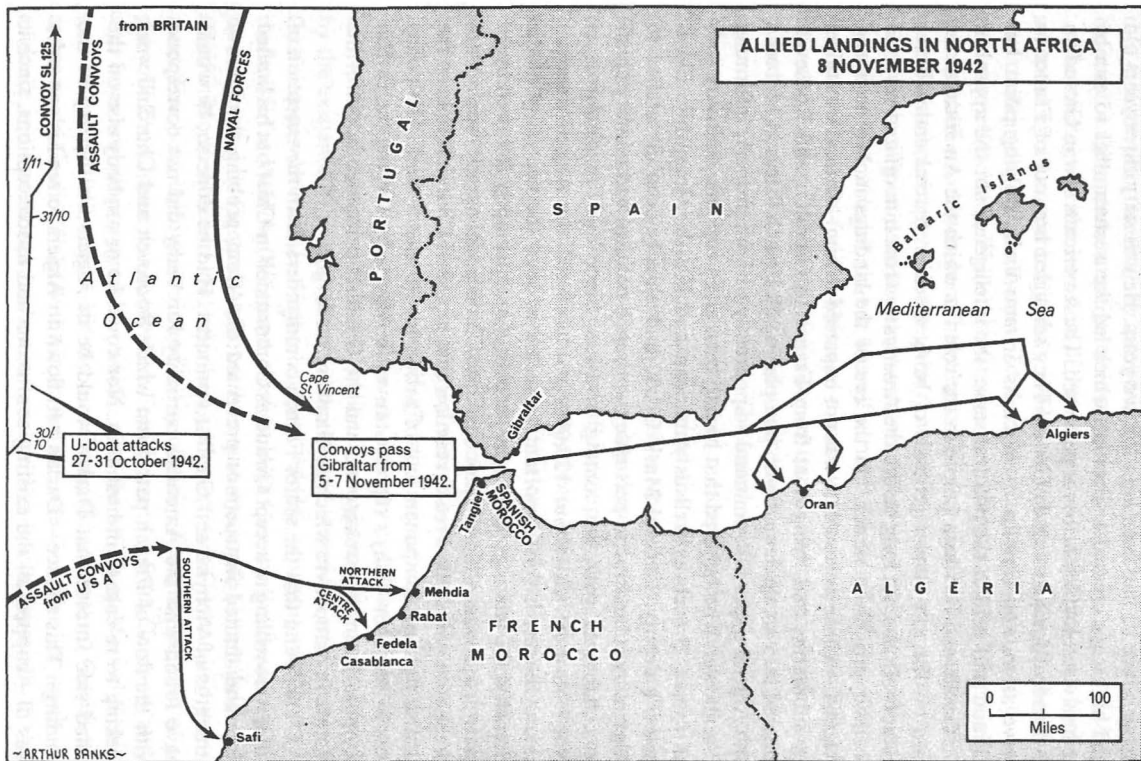 from BRITAIN
CONVOY SL125
ASSAULT CONVOYS
NAVAL FORCES
1/11
31/10
30/
10
ALLIED LANDINGS IN NORTH AFRICA
8 NOVEMBER 1942
PORTUGAL
SPAIN
Balearic Islands
Mediterranean Sea
Atlantic
Ocean
Cape
St. Vincent
Gibraltar
U-boat attacks
27-31 October 1942.
Convoys pass
Gibraltar from
5-7 November 1942.
Algiers
Oran
Tangier
SPANISH
MOROCCO
ASSAULT CONVOYS
from USA
SOUTHERN
ATTACK
NORTHERN
ATTACK
CENTRE
ATTACK
Mehdia
Rabat
Fedela
Casablanca
Safi
FRENCH
MOROCCO
ALGERIA
0 100
Miles
~ARTHUR BANKS~